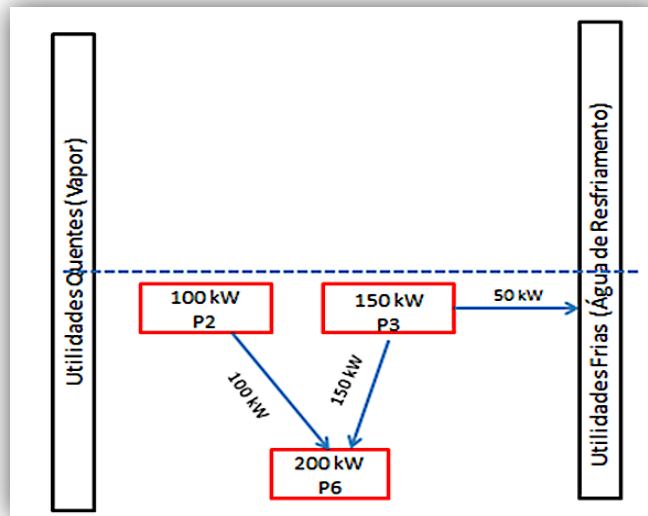 Utilidades Quentes (Vapor)
100 kW
P2
150 kW
P3
50 kW
100 kW
150 kW
200 kW
P6
Utilidades Frias (Água de Resfriamento)